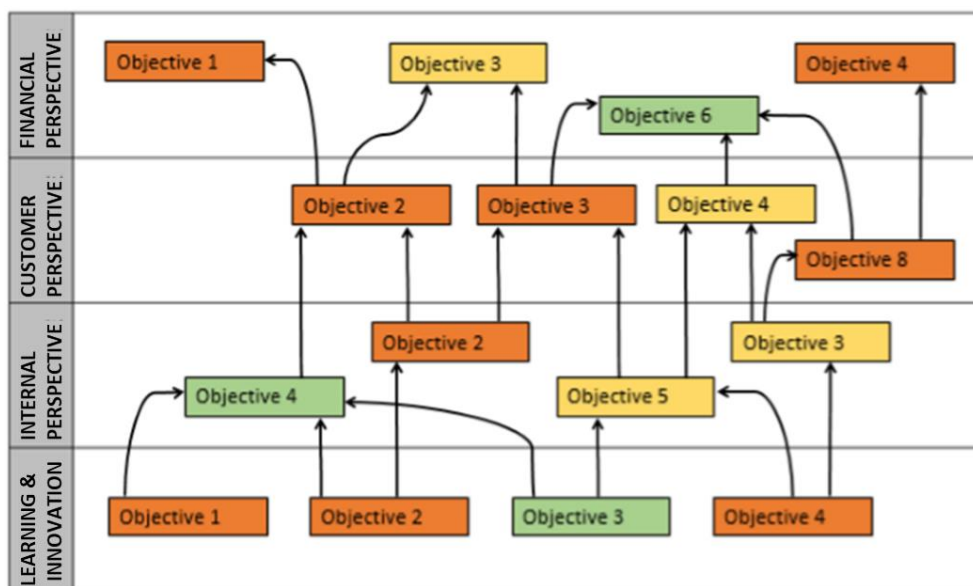 FINANCIAL
PERSPECTIVE
Objective 1
Objective 3
Objective 4
Objective 6
CUSTOMER
PERSPECTIVE
Objective 2
Objective 3
Objective 4
Objective 8
INTERNAL
PERSPECTIVE
Objective 2
Objective 3
Objective 4
Objective 5
LEARNING &
INNOVATION
Objective 1
Objective 2
Objective 3
Objective 4